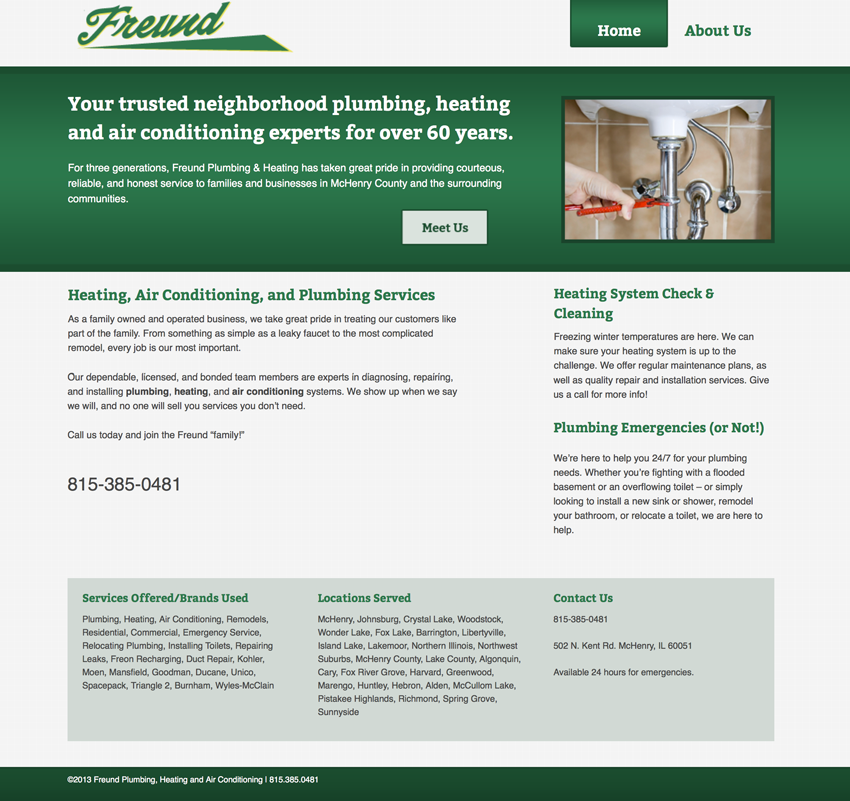 Freund
Home
About Us
Your trusted neighborhood plumbing, heating
and air conditioning experts for over 60 years.
For three generations, Freund Plumbing & Heating has taken great pride in providing courteous,
reliable, and honest service to families and businesses in McHenry County and the surrounding
communities.
Meet Us
Heating, Air Conditioning, and Plumbing Services
As a family owned and operated business, we take great pride in treating our customers like
part of the family. From something as simple as a leaky faucet to the most complicated
remodel, every job is our most important.
Our dependable, licensed, and bonded team members are experts in diagnosing, repairing,
and installing plumbing, heating, and air conditioning systems. We show up when we say
we will, and no one will sell you services you don't need.
Call us today and join the Freund “family!”
815-385-0481
Heating System Check &
Cleaning
Freezing winter temperatures are here. We can
make sure your heating system is up to the
challenge. We offer regular maintenance plans, as
well as quality repair and installation services. Give
us a call for more info!
Plumbing Emergencies (or Not!)
We're here to help you 24/7 for your plumbing
needs. Whether you're fighting with a flooded
basement or an overflowing toilet – or simply
looking to install a new sink or shower, remodel
your bathroom, or relocate a toilet, we are here to
help.
Services Offered/Brands Used
Plumbing, Heating, Air Conditioning, Remodels,
Residential, Commercial, Emergency Service,
Relocating Plumbing, Installing Toilets, Repairing
Leaks, Freon Recharging, Duct Repair, Kohler,
Moen, Mansfield, Goodman, Ducane, Unico,
Spacepack, Triangle 2, Burnham, Wyles-McClain
Locations Served
McHenry, Johnsburg, Crystal Lake, Woodstock,
Wonder Lake, Fox Lake, Barrington, Libertyville,
Island Lake, Lakemoor, Northern Illinois, Northwest
Suburbs, McHenry County, Lake County, Algonquin,
Cary, Fox River Grove, Harvard, Greenwood,
Marengo, Huntley, Hebron, Alden, McCullom Lake,
Pistakee Highlands, Richmond, Spring Grove,
Sunnyside
Contact Us
815-385-0481
502 N. Kent Rd. McHenry, IL 60051
Available 24 hours for emergencies.
©2013 Freund Plumbing, Heating and Air Conditioning | 815.385.0481